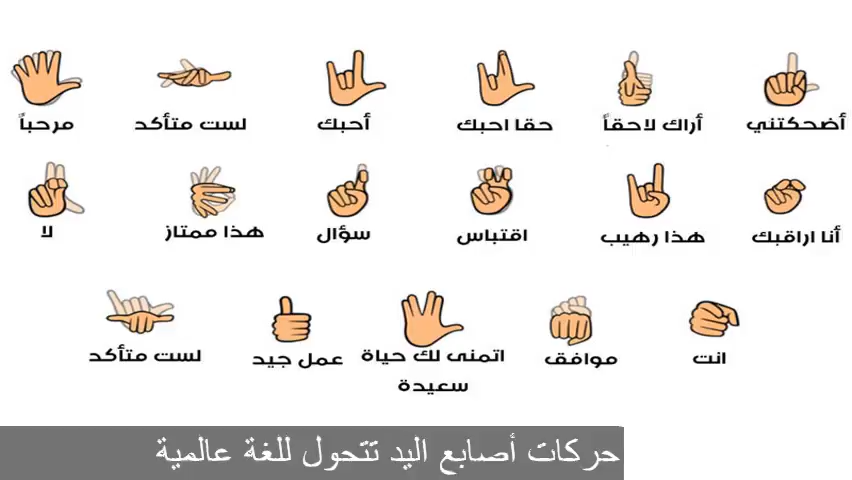 أضحكتني
أراك لاحقاً
حقا احبك
أحبك
لست متأكد
مرحباً
أنا اراقبك
هذا رهيب
اقتباس
سؤال
هذا ممتاز
لا
انت
موافق
اتمنى لك حياة
سعيدة
عمل جيد
لست متأكد
حركات أصابع اليد تتحول للغة عالمية